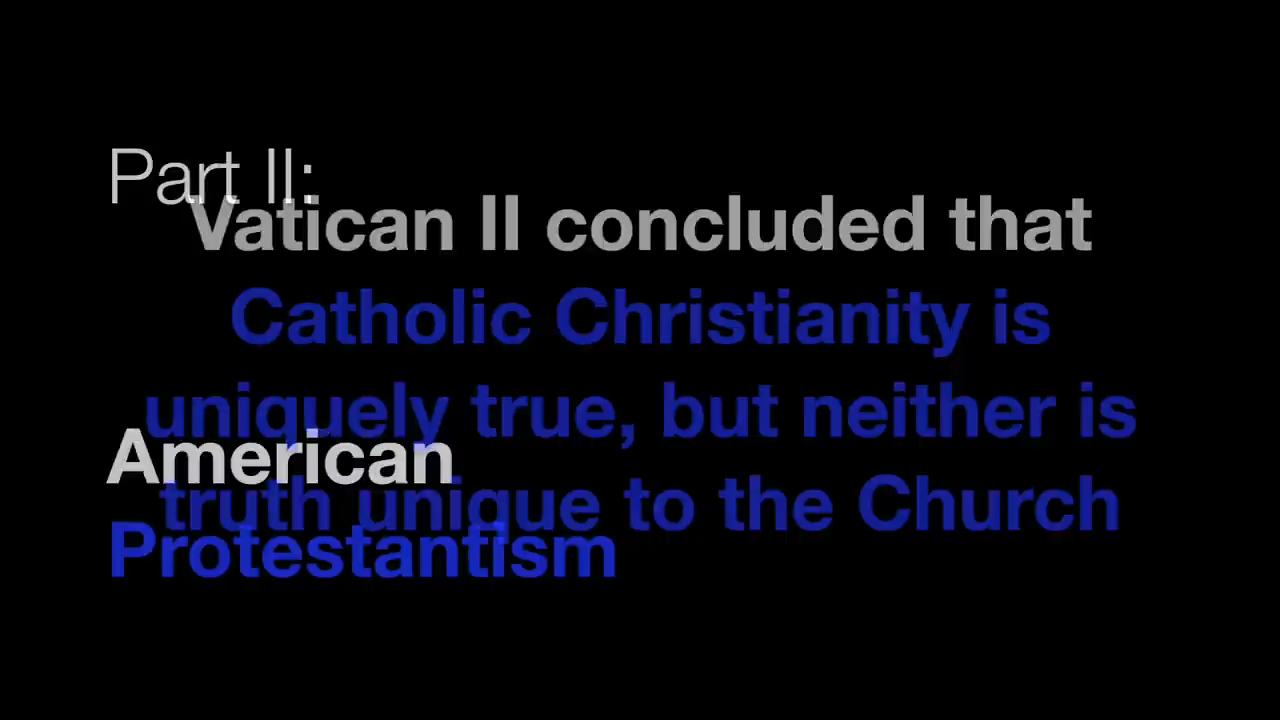 Part II:
Vatican II concluded that
Catholic Christianity is
uniquely true, but neither is
truth unique to the Church
American
Protestantism